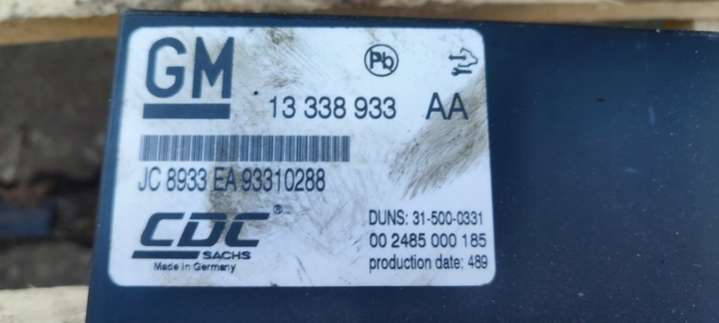 GM
Pb
13 338 933 AA
JC 8933 EA 93310288
CDC®
SACHS
Made in Germany
DUNS: 31-500-0331
00 2485 000 185
production date: 489